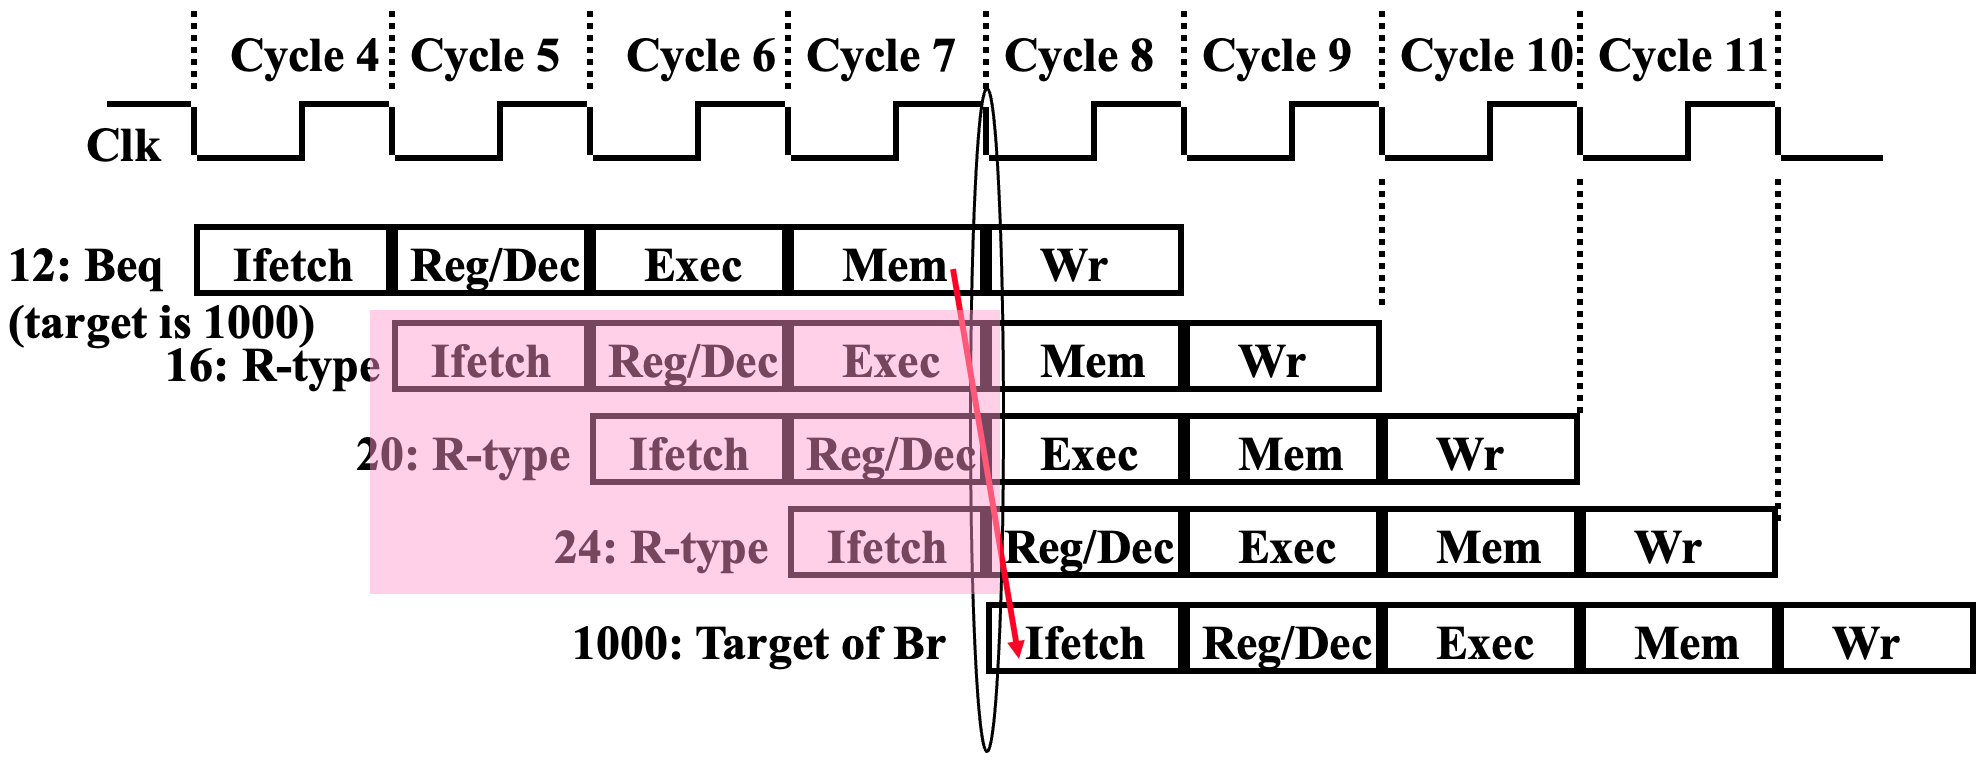 Cycle 4 Cycle 5 Cycle 6 Cycle 7 Cycle 8 Cycle 9 Cycle 10 Cycle 11
Clk
12: Beq Ifetch Reg/Dec Exec Mem Wr
(target is 1000)
16: R-type Ifetch Reg/Dec Exec Mem Wr
20: R-type Ifetch Reg/Dec Exec Mem Wr
24: R-type Ifetch Reg/Dec Exec Mem Wr
1000: Target of Br Ifetch Reg/Dec Exec Mem Wr